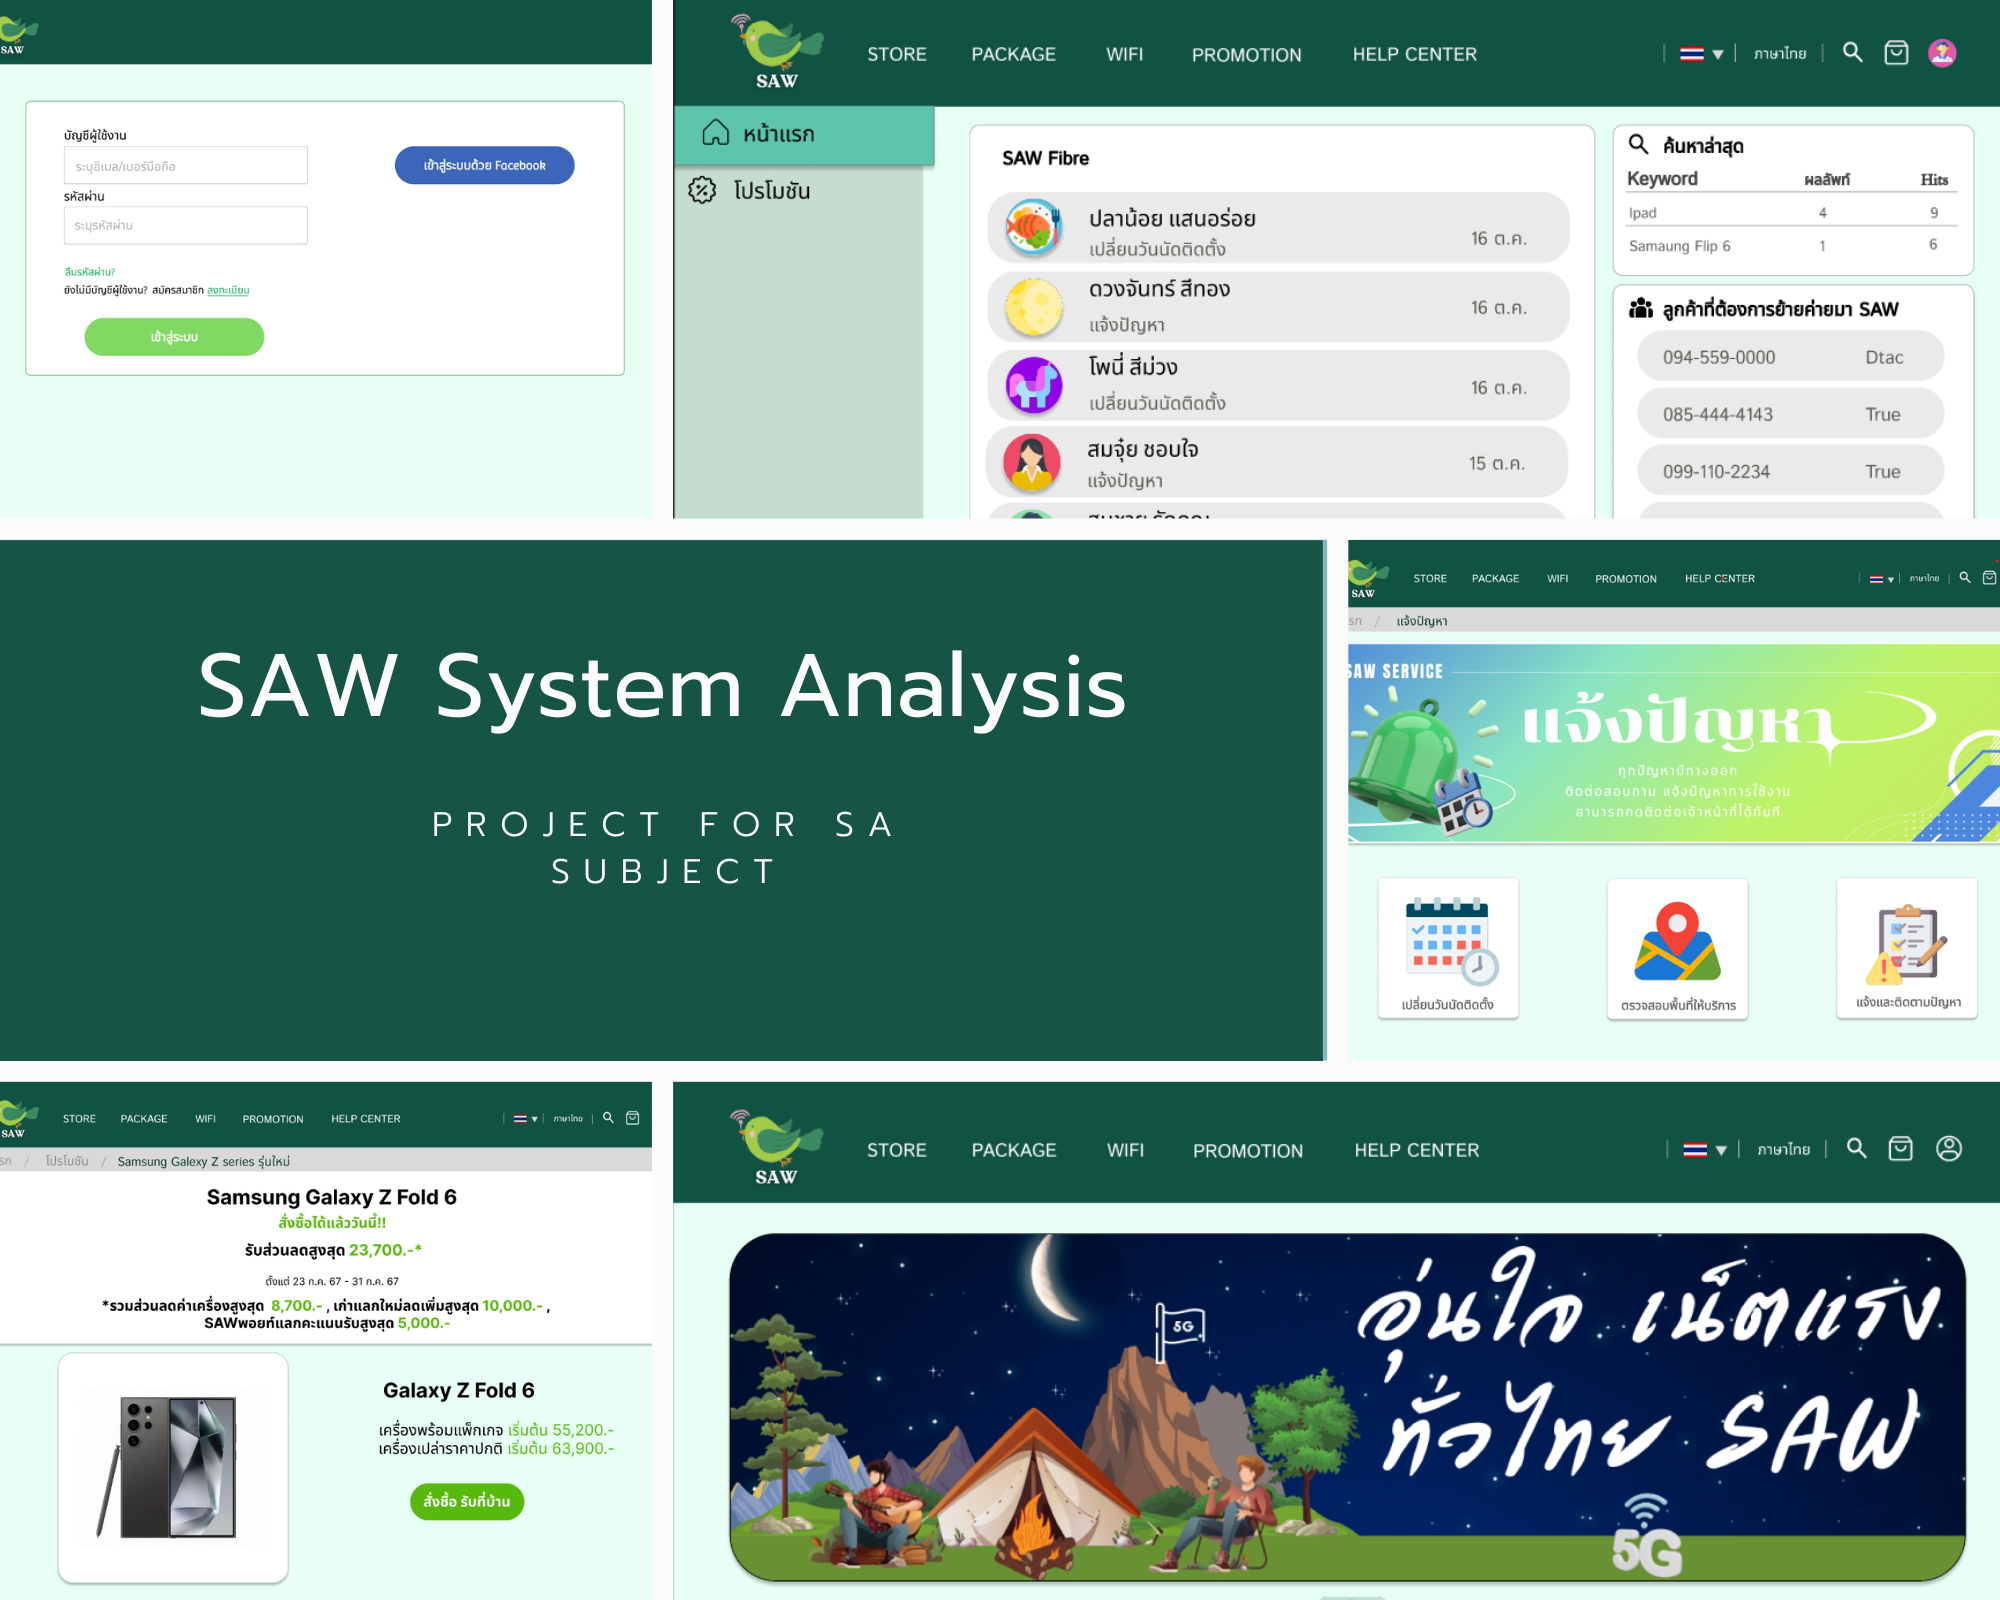 SAW
บัญชีผู้ใช้งาน
ระบุอีเมล/เบอร์มือถือ
รหัสผ่าน
ระบุรหัสผ่าน
ลืมรหัสผ่าน?
ยังไม่มีบัญชีผู้ใช้งาน? สมัครสมาชิก ลงทะเบียน
เข้าสู่ระบบ
เข้าสู่ระบบด้วย Facebook
SAW
STORE PACKAGE WIFI PROMOTION HELP CENTER
ภาษาไทย
หน้าแรก
โปรโมชัน
SAW Fibre
ปลาน้อย แสนอร่อย
เปลี่ยนวันนัดติดตั้ง
16 ต.ค.
ดวงจันทร์ สีทอง
แจ้งปัญหา
16 ต.ค.
โพนี่ สีม่วง
เปลี่ยนวันนัดติดตั้ง
16 ต.ค.
สมจุ๋ย ชอบใจ
แจ้งปัญหา
15 ต.ค.
ค้นหาล่าสุด
Keyword ผลลัพท์ Hits
Ipad 4 9
Samaung Flip 6 1 6
ลูกค้าที่ต้องการย้ายค่ายมา SAW
094-559-0000 Dtac
085-444-4143 True
099-110-2234 True
SAW System Analysis
PROJECT FOR SA
SUBJECT
SAW
STORE PACKAGE WIFI PROMOTION HELP CENTER
ภาษาไทย
รก / แจ้งปัญหา
SAW SERVICE
แจ้งปัญหา
ทุกปัญหามีทางออก
ติดต่อสอบถาม แจ้งปัญหาการใช้งาน
สามารถกดติดต่อเจ้าหน้าที่ได้ทันที
เปลี่ยนวันนัดติดตั้ง
ตรวจสอบพื้นที่ให้บริการ
แจ้งและติดตามปัญหา
SAW
STORE PACKAGE WIFI PROMOTION HELP CENTER
ภาษาไทย
รก / โปรโมชัน / Samsung Galexy Z series รุ่นใหม่
Samsung Galaxy Z Fold 6
สั่งซื้อได้แล้ววันนี้!!
รับส่วนลดสูงสุด 23,700.-*
ตั้งแต่ 23 ก.ค. 67 - 31 ก.ค. 67
*รวมส่วนลดค่าเครื่องสูงสุด 8,700.- , เก่าแลกใหม่ลดเพิ่มสูงสุด 10,000.- ,
SAWพอยท์แลกคะแนนรับสูงสุด 5,000.-
Galaxy Z Fold 6
เครื่องพร้อมแพ็กเกจ เริ่มต้น 55,200.-
เครื่องเปล่าราคาปกติ เริ่มต้น 63,900.-
สั่งซื้อ รับที่บ้าน
SAW
STORE PACKAGE WIFI PROMOTION HELP CENTER
ภาษาไทย
5G
อุ่นใจ เน็ตแรง
ทั่วไทย SAW
5G